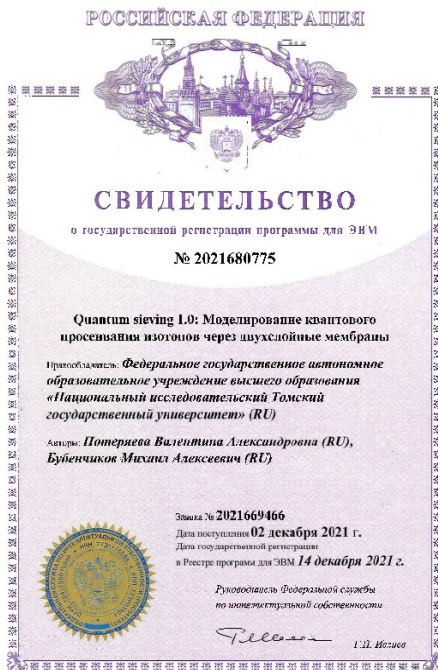 РОССИЙСКАЯ ФЕДЕРАЦИЯ
СВИДЕТЕЛЬСТВО
о государственной регистрации программы для ЭВМ
№ 2021680775
Quantum sieving 1.0: Моделирование квантового
просеивания изотопов через двухслойные мембраны
Правообладатель: Федеральное государственное автономное
образовательное учреждение высшего образования
«Национальный исследовательский Томский
государственный университет» (RU)
Авторы: Потеряева Валентина Александровна (RU),
Бубенчиков Михаил Алексеевич (RU)
Заявка № 2021669466
Дата поступления 02 декабря 2021 г.
Дата государственной регистрации
в Реестре программ для ЭВМ 14 декабря 2021 г.
Руководитель Федеральной службы
по интеллектуальной собственности
Г.П. Ивлиев